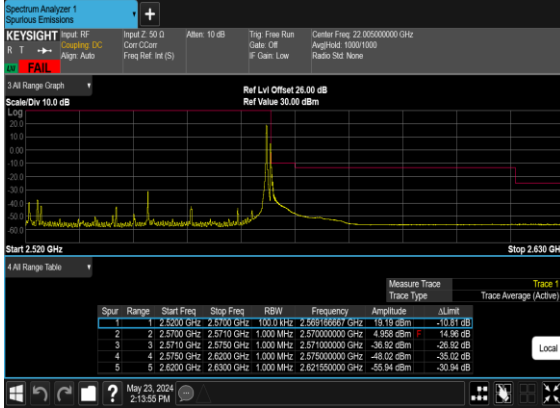 Spectrum Analyzer 1
Spurious Emissions
+
KEYSIGHT Input: RF Input Z: 50 Ω Atten: 10 dB Trig: Free Run Center Freq: 22.005000000 GHz
R T Coupling: DC Corr CCorr Gate: Off Avg|Hold: 1000/1000
Align: Auto Freq Ref: Int (S) IF Gain: Low Radio Std: None
FAIL
3 All Range Graph
Ref Lvl Offset 26.00 dB
Scale/Div 10.0 dB Ref Value 30.00 dBm
Log
20.0
10.0
0.00
-10.0
-20.0
-30.0
-40.0
-50.0
-60.0
Start 2.520 GHz Stop 2.630 GH
4 All Range Table
Measure Trace Trace 1
Trace Type Trace Average (Active)
Spur Range Start Freq Stop Freq RBW Frequency Amplitude ΔLimit
1 1 2.5200 GHz 2.5700 GHz 100.0 kHz 2.569166667 GHz 19.19 dBm -10.81 dB
2 2 2.5700 GHz 2.5710 GHz 1.000 MHz 2.570000000 GHz 4.958 dBm F 14.96 dB
3 3 2.5710 GHz 2.5750 GHz 1.000 MHz 2.571000000 GHz -36.92 dBm -26.92 dB
4 4 2.5750 GHz 2.6200 GHz 1.000 MHz 2.575000000 GHz -48.02 dBm -35.02 dB
5 5 2.6200 GHz 2.6300 GHz 1.000 MHz 2.621550000 GHz -55.94 dBm -30.94 dB
Local
?
May 23, 2024
2:13:55 PM